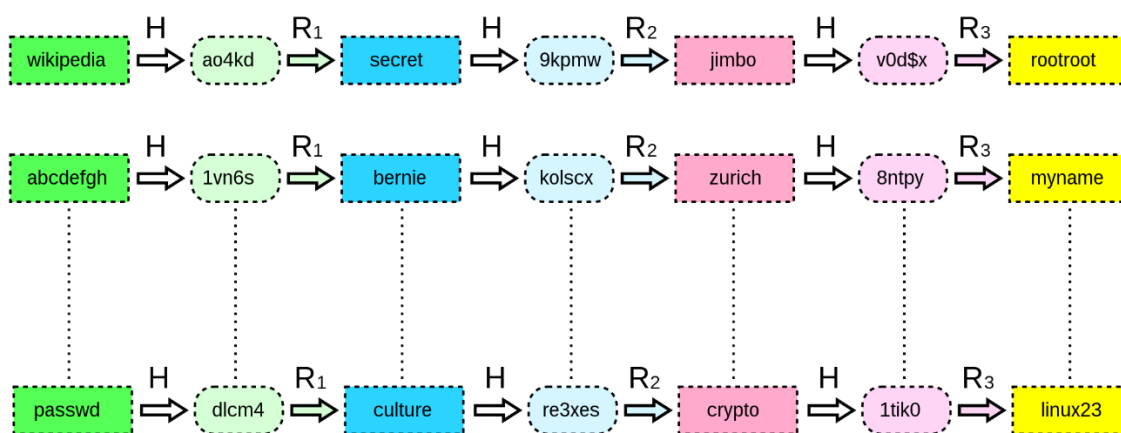 H R1 H R2 H R3
wikipedia ao4kd secret 9kpmw jimbo v0d$x rootroot
H R1 H R2 H R3
abcdefgh 1vn6s bernie kolscx zurich 8ntpy myname
H R1 H R2 H R3
passwd dlcm4 culture re3xes crypto 1tik0 linux23